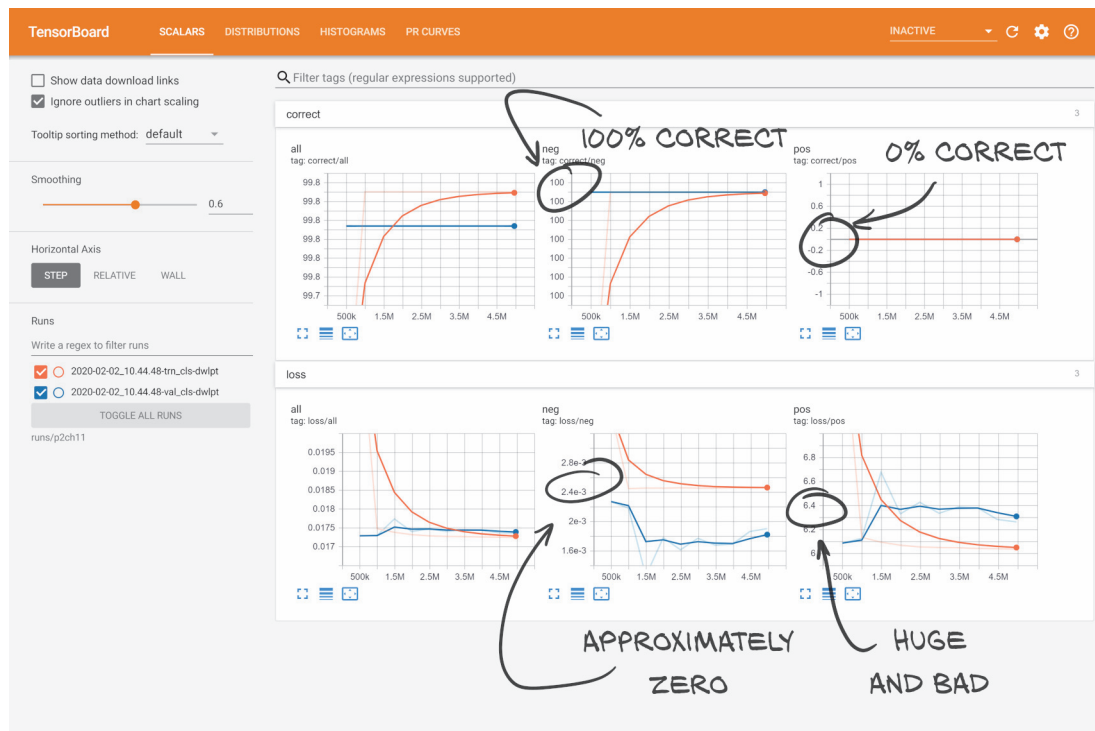 TensorBoard SCALARS DISTRIBUTIONS HISTOGRAMS PR CURVES INACTIVE
Show data download links
Ignore outliers in chart scaling
Tooltip sorting method: default
Smoothing
0.6
Horizontal Axis
STEP RELATIVE WALL
Runs
Write a regex to filter runs
2020-02-02_10.44.48-trn_cls-dwlpt
2020-02-02_10.44.48-val_cls-dwlpt
TOGGLE ALL RUNS
runs/p2ch11
Filter tags (regular expressions supported)
correct 3
all
tag: correct/all
99.8
99.8
99.8
99.8
99.8
99.8
99.7
500k 1.5M 2.5M 3.5M 4.5M
100% CORRECT
neg
tag: correct/neg
100
100
100
100
100
100
100
500k 1.5M 2.5M 3.5M 4.5M
0% CORRECT
pos
tag: correct/pos
1
0.6
0.2
-0.2
-0.6
-1
500k 1.5M 2.5M 3.5M 4.5M
loss 3
all
tag: loss/all
0.0195
0.019
0.0185
0.018
0.0175
0.017
500k 1.5M 2.5M 3.5M 4.5M
neg
tag: loss/neg
2.8e-3
2.4e-3
2e-3
1.6e-3
500k 1.5M 2.5M 3.5M 4.5M
pos
tag: loss/pos
6.8
6.6
6.4
6.2
6
500k 1.5M 2.5M 3.5M 4.5M
APPROXIMATELY
ZERO
HUGE
AND BAD